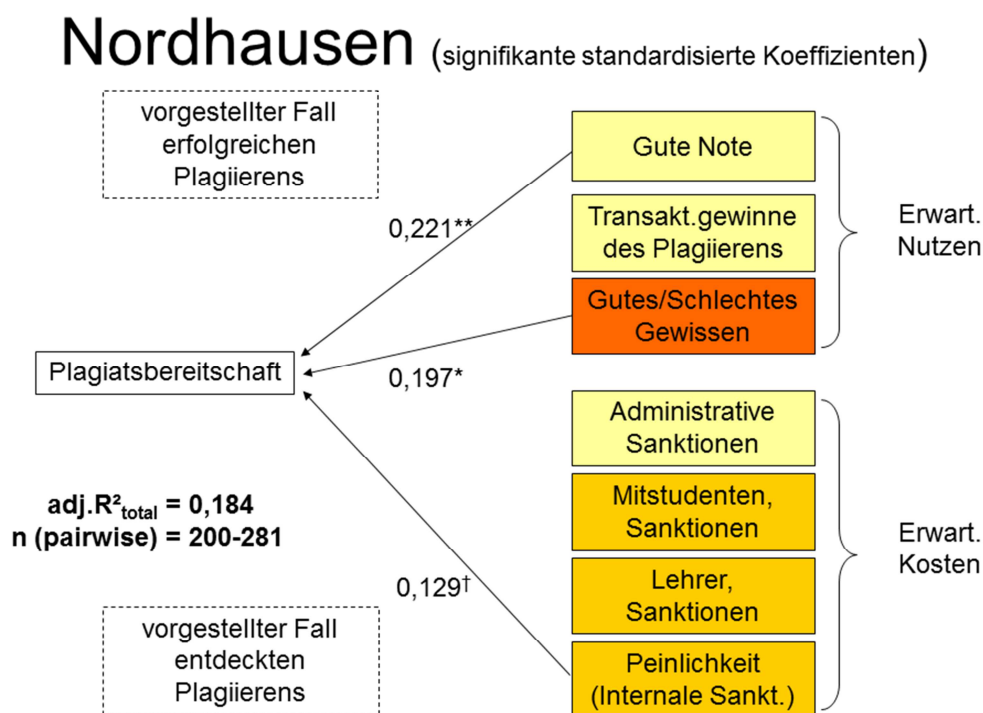 Nordhausen (signifikante standardisierte Koeffizienten)
vorgestellter Fall
erfolgreichen
Plagiierens
Gute Note
0,221**
Transakt.gewinne
des Plagiierens
Erwart.
Nutzen
Gutes/Schlechtes
Gewissen
Plagiatsbereitschaft
0,197*
Administrative
Sanktionen
adj.R²total = 0,184
n (pairwise) = 200-281
Mitstudenten,
Sanktionen
Erwart.
Kosten
0,129†
Lehrer,
Sanktionen
vorgestellter Fall
entdeckten
Plagiierens
Peinlichkeit
(Internale Sankt.)